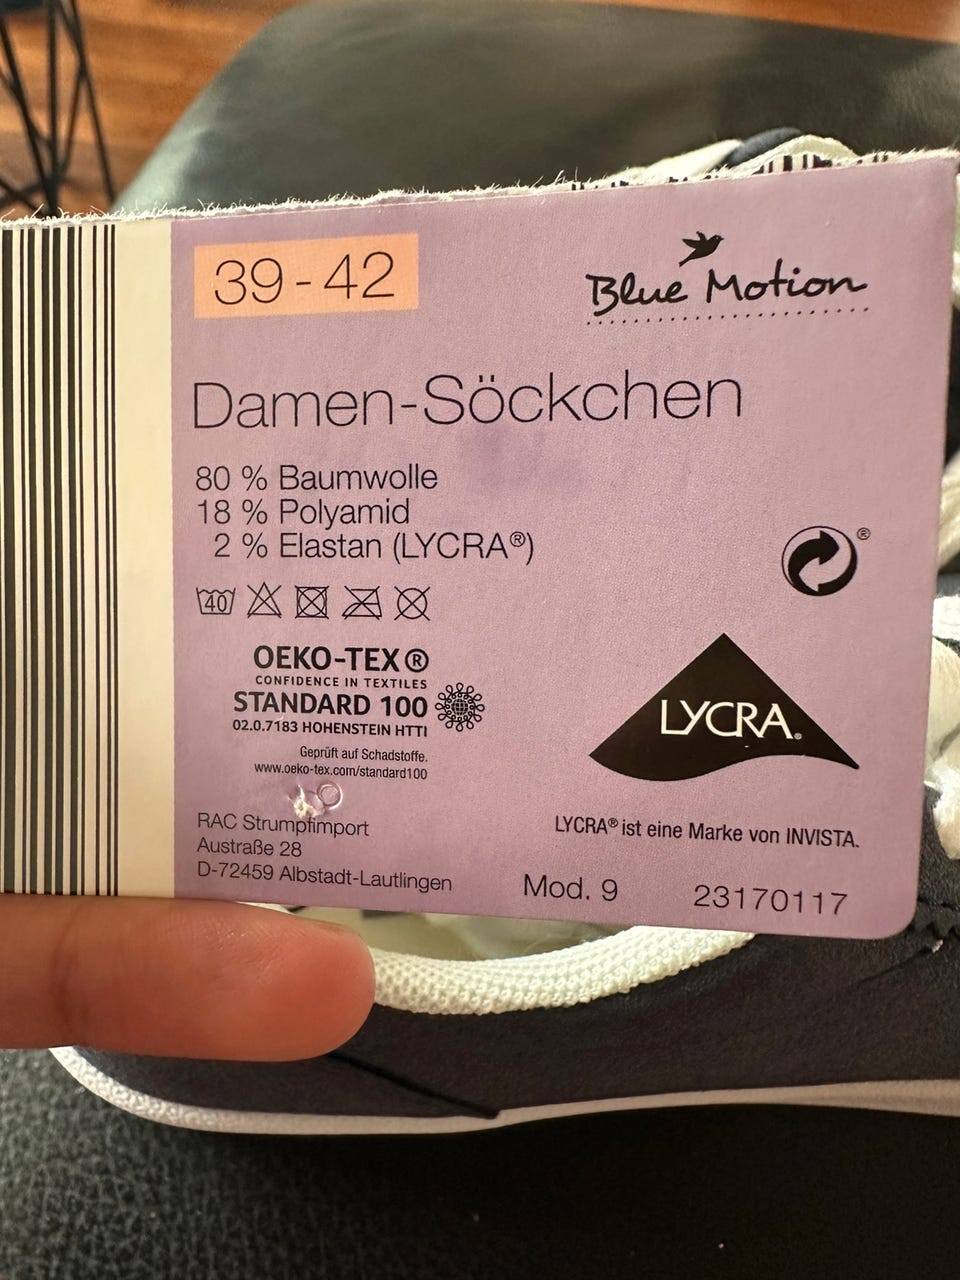 39 - 42
Blue Motion
Damen-Söckchen
80 % Baumwolle
18 % Polyamid
2 % Elastan (LYCRA®)
40
®
OEKO-TEX®
CONFIDENCE IN TEXTILES
STANDARD 100
02.0.7183 HOHENSTEIN HTTI
Geprüft auf Schadstoffe.
www.oeko-tex.com/standard100
LYCRA®
RAC Strumpfimport
Austraße 28
D-72459 Albstadt-Lautlingen
LYCRA® ist eine Marke von INVISTA.
Mod. 9
23170117